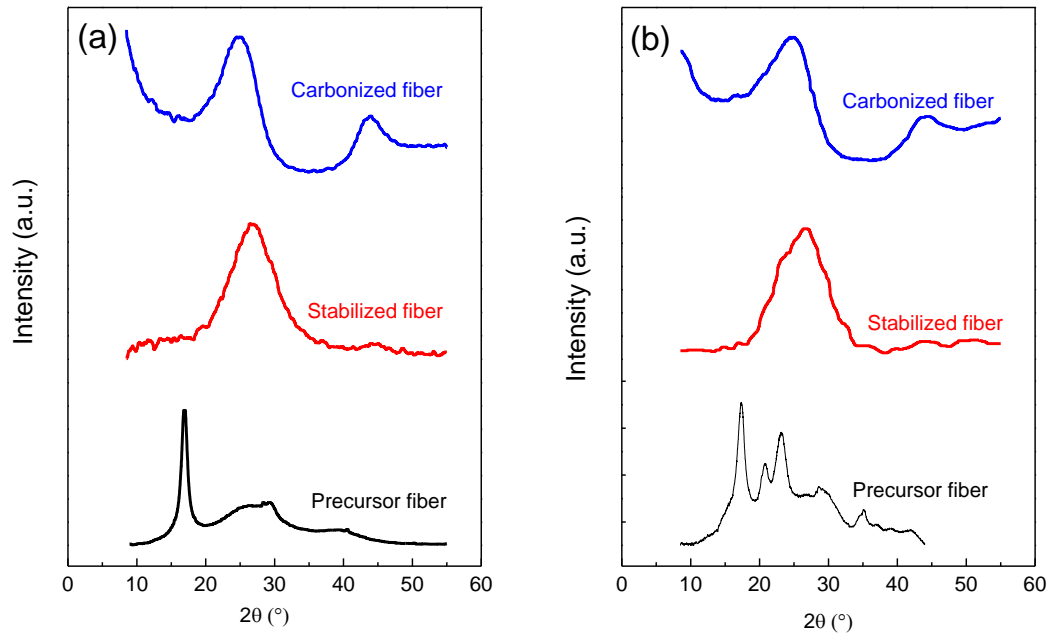 (a)
Carbonized fiber
Stabilized fiber
Precursor fiber
Intensity (a.u.)
0 10 20 30 40 50 60
2θ (°)
(b)
Carbonized fiber
Stabilized fiber
Precursor fiber
Intensity (a.u.)
0 10 20 30 40 50 60
2θ (°)